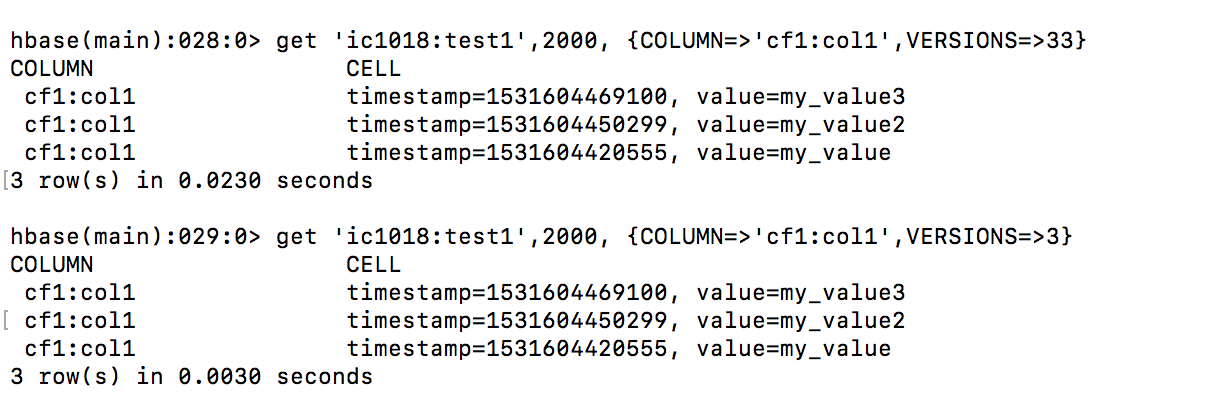 hbase(main):028:0> get 'ic1018:test1',2000, {COLUMN=>'cf1:col1',VERSIONS=>33}
COLUMN                  CELL
 cf1:col1               timestamp=1531604469100, value=my_value3
 cf1:col1               timestamp=1531604450299, value=my_value2
 cf1:col1               timestamp=1531604420555, value=my_value
[3 row(s) in 0.0230 seconds
hbase(main):029:0> get 'ic1018:test1',2000, {COLUMN=>'cf1:col1',VERSIONS=>3}
COLUMN                  CELL
 cf1:col1               timestamp=1531604469100, value=my_value3
[ cf1:col1               timestamp=1531604450299, value=my_value2
 cf1:col1               timestamp=1531604420555, value=my_value
3 row(s) in 0.0030 seconds